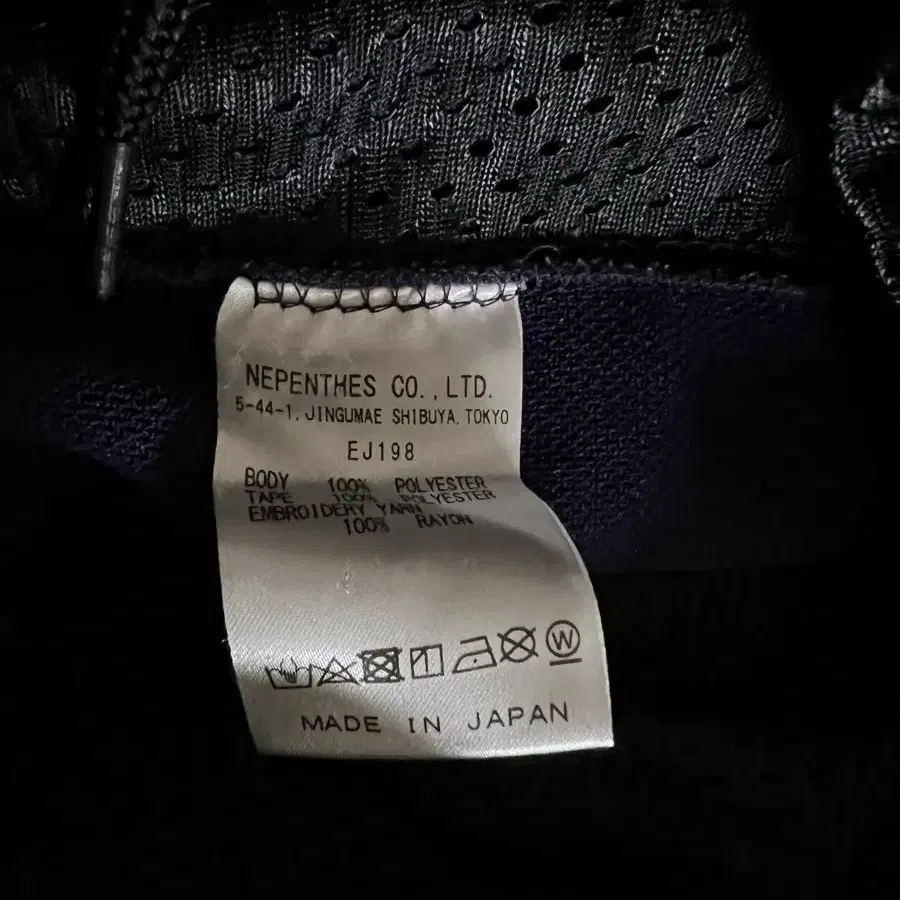 NEPENTHES CO., LTD.
5-44-1, JINGUMAE SHIBUYA, TOKYO
EJ198
BODY 100% POLYESTER
TAPE 100% POLYESTER
EMBROIDERY YARN
100% RAYON
W
MADE IN JAPAN